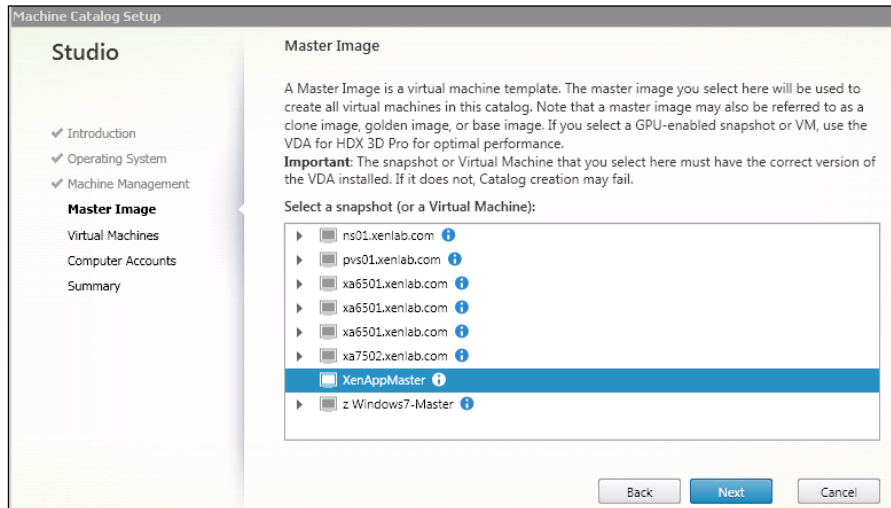 Machine Catalog Setup
Studio
Introduction
Operating System
Machine Management
Master Image
Virtual Machines
Computer Accounts
Summary
Master Image
A Master Image is a virtual machine template. The master image you select here will be used to
create all virtual machines in this catalog. Note that a master image may also be referred to as a
clone image, golden image, or base image. If you select a GPU-enabled snapshot or VM, use the
VDA for HDX 3D Pro for optimal performance.
Important: The snapshot or Virtual Machine that you select here must have the correct version of
the VDA installed. If it does not, Catalog creation may fail.
Select a snapshot (or a Virtual Machine):
ns01.xenlab.com
pvs01.xenlab.com
xa6501.xenlab.com
xa6501.xenlab.com
xa6501.xenlab.com
xa7502.xenlab.com
XenAppMaster
z Windows7-Master
Back
Next
Cancel